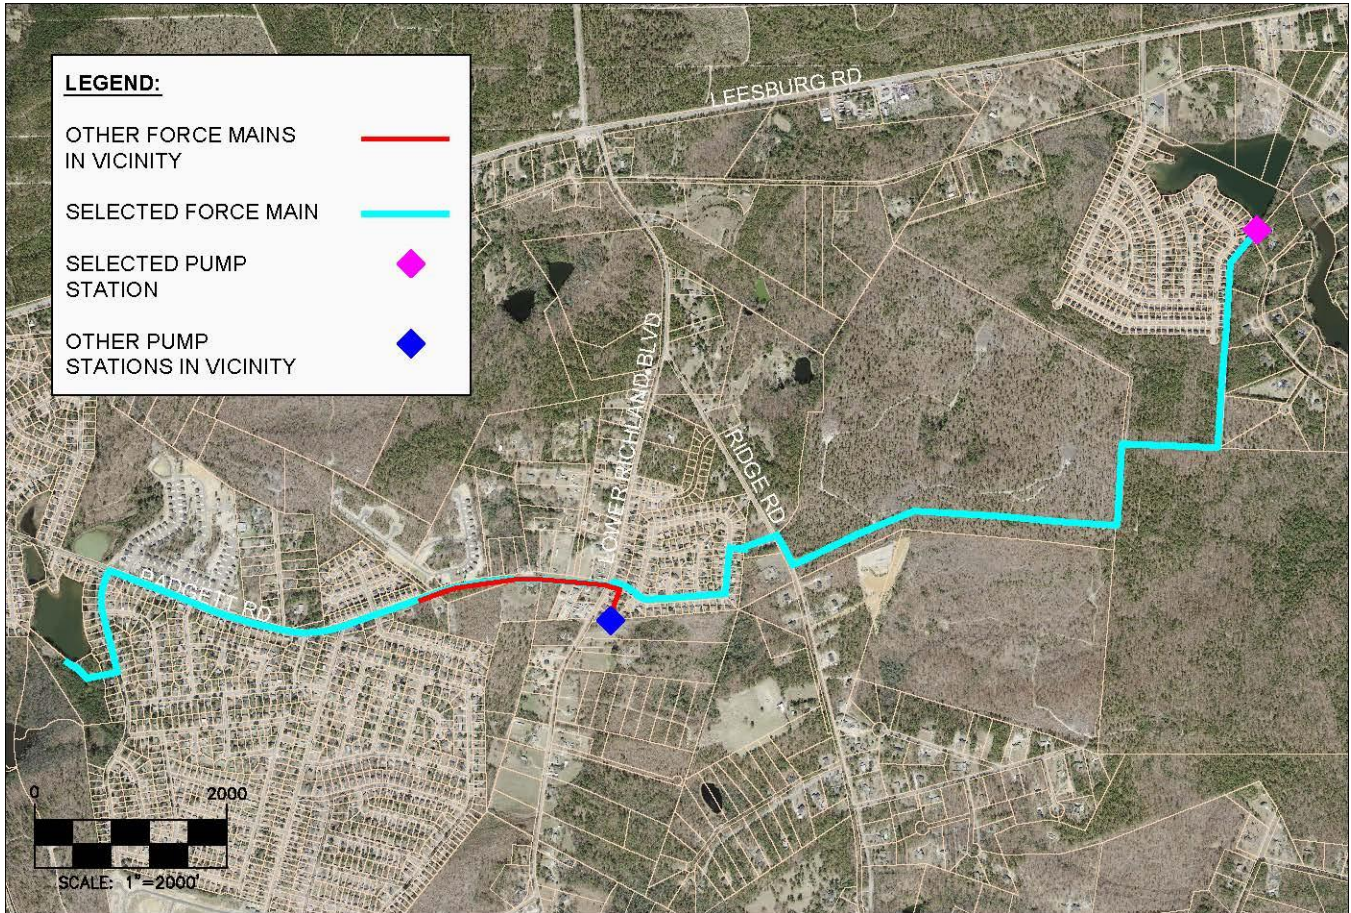 LEGEND:
OTHER FORCE MAINS
IN VICINITY
SELECTED FORCE MAIN
SELECTED PUMP
STATION
OTHER PUMP
STATIONS IN VICINITY
LEESBURG RD
LOWER RICHLAND BLVD
RIDGE RD
PADGETT RD
0 2000
SCALE: 1"=2000'